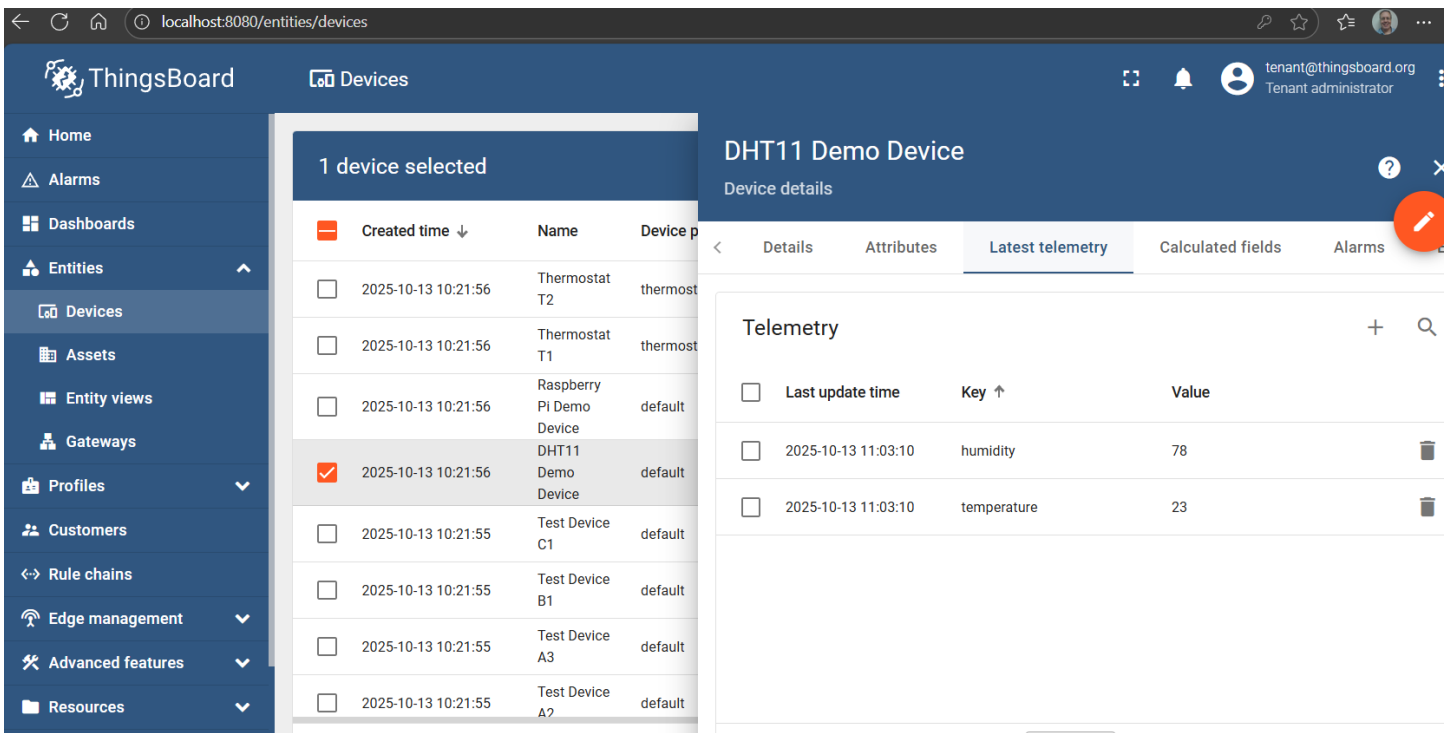 localhost:8080/entities/devices
ThingsBoard
Devices
tenant@thingsboard.org
Tenant administrator
Home
Alarms
Dashboards
Entities
Devices
Assets
Entity views
Gateways
Profiles
Customers
Rule chains
Edge management
Advanced features
Resources
1 device selected
Created time Name Device p
2025-10-13 10:21:56 Thermostat T2 thermost
2025-10-13 10:21:56 Thermostat T1 thermost
2025-10-13 10:21:56 Raspberry Pi Demo Device default
2025-10-13 10:21:56 DHT11 Demo Device default
2025-10-13 10:21:55 Test Device C1 default
2025-10-13 10:21:55 Test Device B1 default
2025-10-13 10:21:55 Test Device A3 default
2025-10-13 10:21:55 Test Device A2 default
DHT11 Demo Device
Device details
Details Attributes Latest telemetry Calculated fields Alarms
Telemetry
Last update time Key Value
2025-10-13 11:03:10 humidity 78
2025-10-13 11:03:10 temperature 23